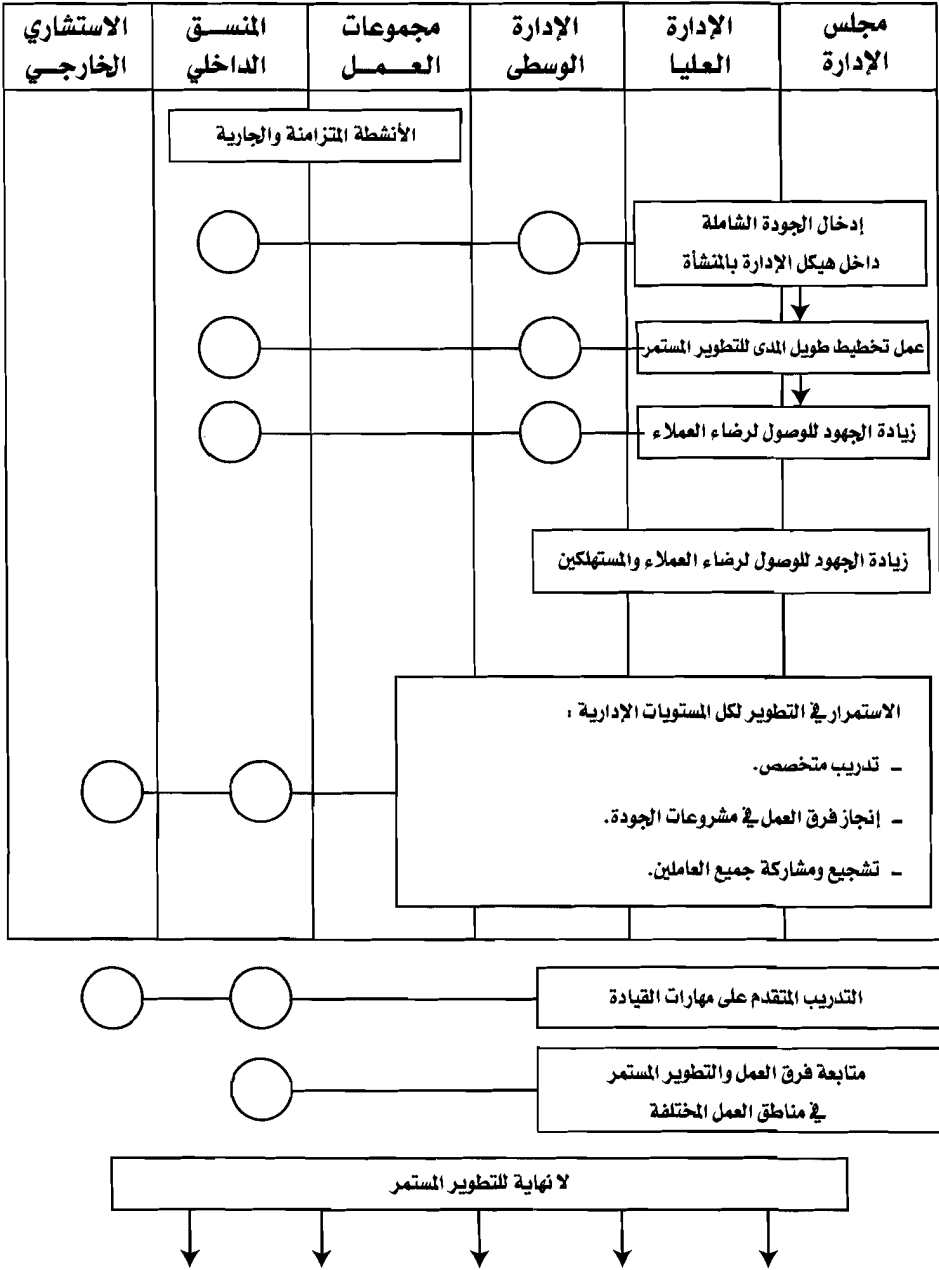 مجلس الإدارة
الإدارة العليا
الإدارة الوسطى
مجموعات العمل
المنسق الداخلي
الاستشاري الخارجي
الأنشطة المتزامنة والجارية
إدخال الجودة الشاملة
داخل هيكل الإدارة بالمنشأة
عمل تخطيط طويل المدى للتطوير المستمر
زيادة الجهود للوصول لرضاء العملاء
زيادة الجهود للوصول لرضاء العملاء والمستهلكين
الاستمرار في التطوير لكل المستويات الإدارية :
- تدريب متخصص.
- إنجاز فرق العمل في مشروعات الجودة.
- تشجيع ومشاركة جميع العاملين.
التدريب المتقدم على مهارات القيادة
متابعة فرق العمل والتطوير المستمر
في مناطق العمل المختلفة
لا نهاية للتطوير المستمر